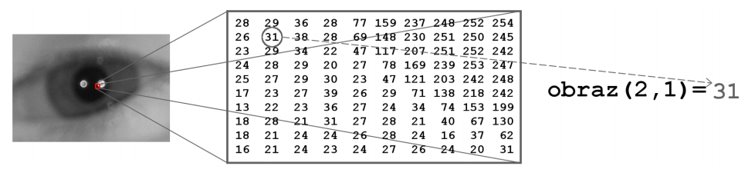 28 29 36 28 77 159 237 248 252 254
26 31 38 28 69 148 230 251 250 245
23 29 34 22 47 117 207 251 252 242
24 28 29 20 27 78 169 239 253 247
25 27 29 30 23 47 121 203 242 248
17 23 27 39 26 29 71 138 218 242
13 22 23 36 27 24 34 74 153 199
18 28 21 31 27 28 21 40 67 130
18 21 24 24 26 28 24 16 37 62
16 21 24 23 24 27 26 24 20 31
obraz(2,1)=31